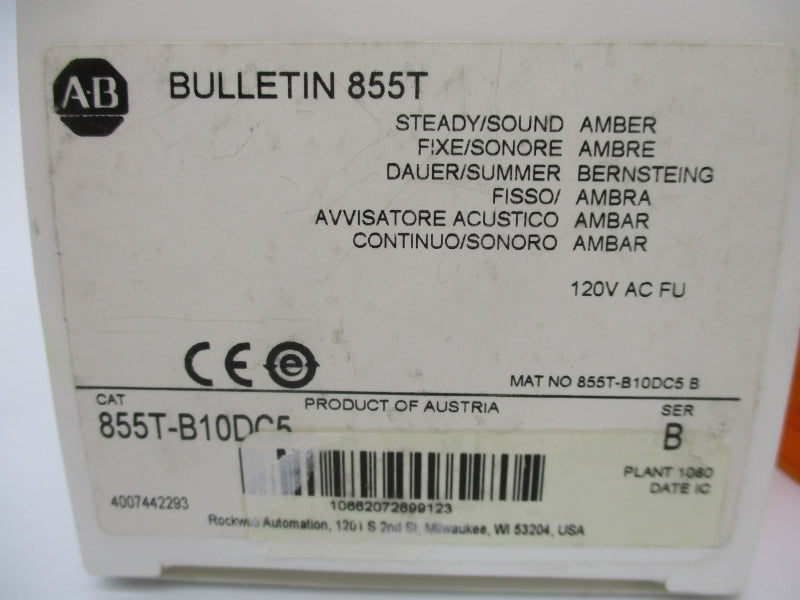 A·B
BULLETIN 855T
STEADY/SOUND AMBER
FIXE/SONORE AMBRE
DAUER/SUMMER BERNSTEING
FISSO/ AMBRA
AVVISATORE ACUSTICO AMBAR
CONTINUO/SONORO AMBAR
120V AC FU
CE e
MAT NO 855T-B10DC5 B
CAT
PRODUCT OF AUSTRIA
SER
855T-B10DC5
B
PLANT 1080
DATE IC
4007442293
10662072699123
Rockwell Automation, 1201 S 2nd St, Milwaukee, WI 53204, USA